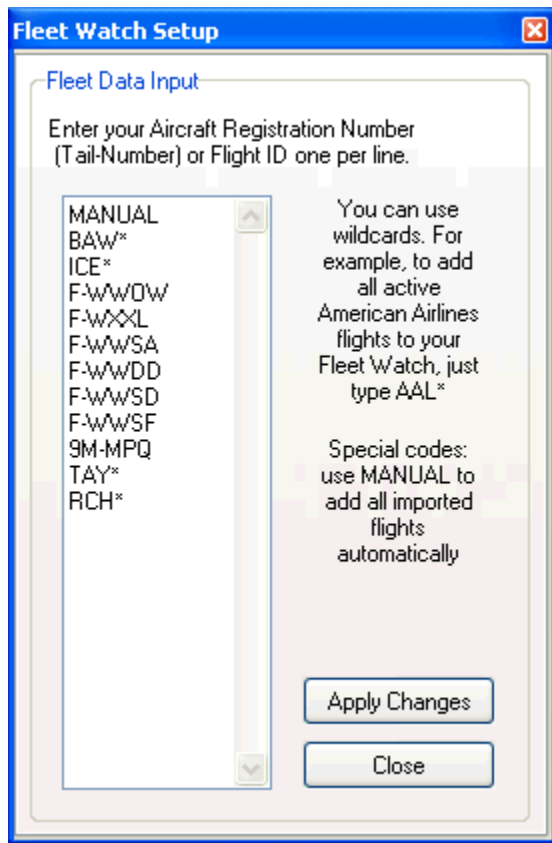 Fleet Watch Setup
Fleet Data Input
Enter your Aircraft Registration Number
(Tail-Number) or Flight ID one per line.
MANUAL
BAW*
ICE*
F-WWOW
F-WXXL
F-WWSA
F-WWDD
F-WWSD
F-WWSF
9M-MPQ
TAY*
RCH*
You can use
wildcards. For
example, to add
all active
American Airlines
flights to your
Fleet Watch, just
type AAL*
Special codes:
use MANUAL to
add all imported
flights
automatically
Apply Changes
Close